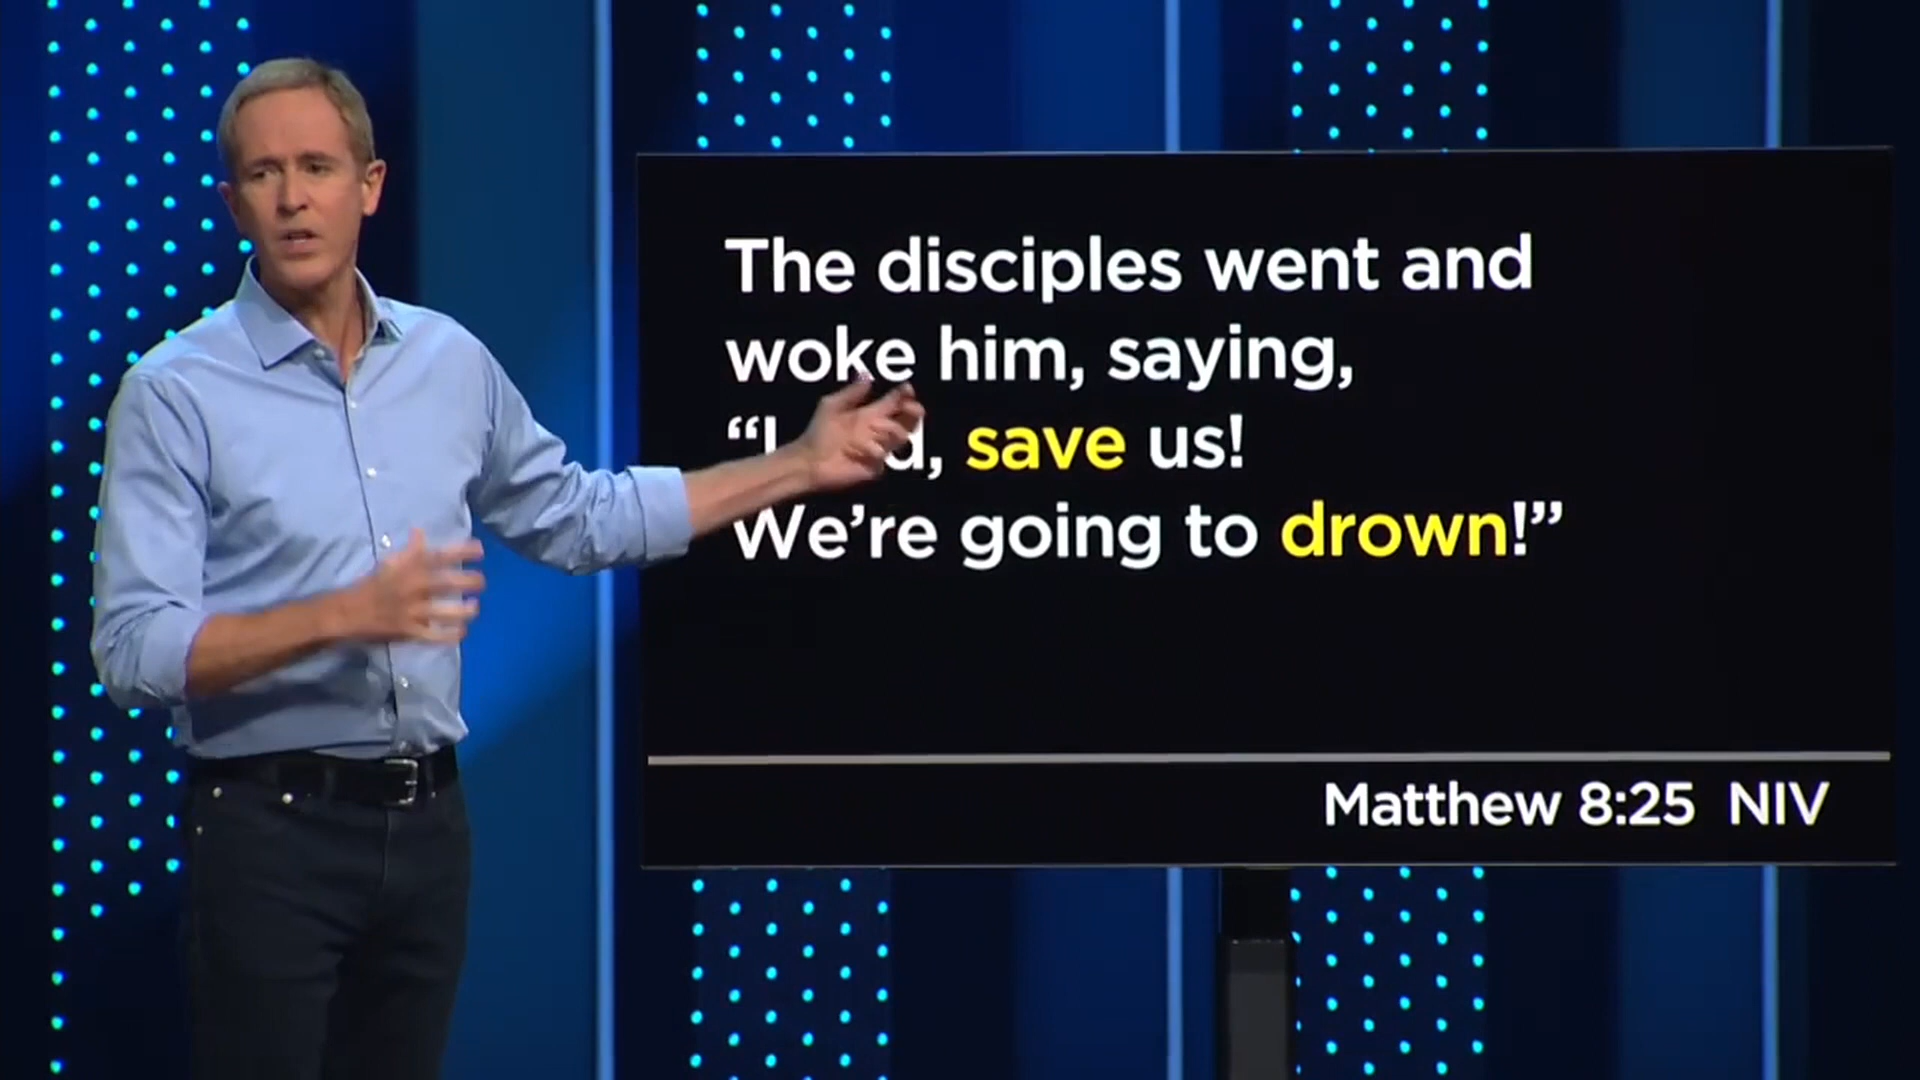 The disciples went and
woke him, saying,
“L d, save us!
We’re going to drown!”
Matthew 8:25 NIV